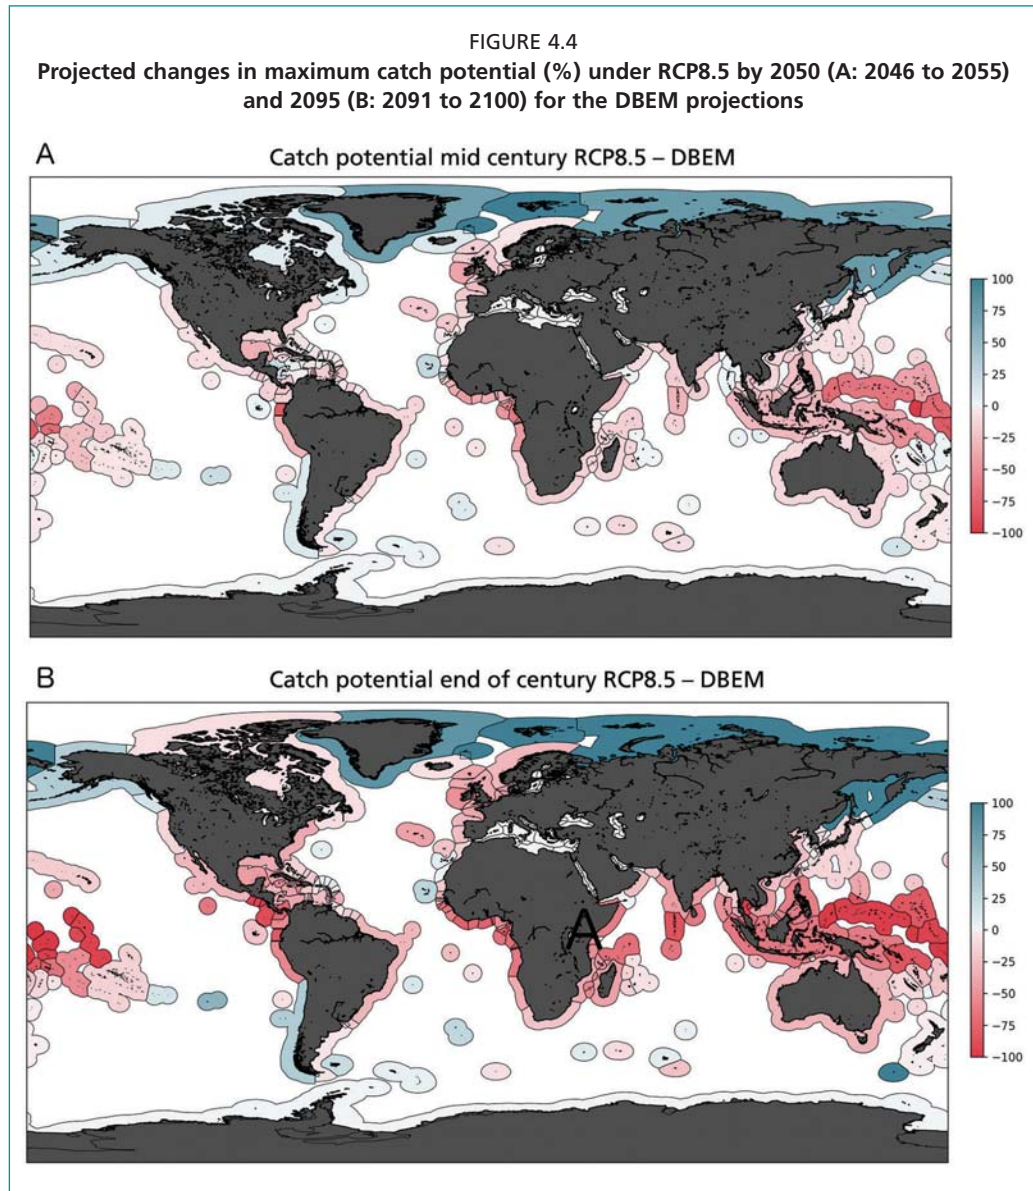 FIGURE 4.4
Projected changes in maximum catch potential (%) under RCP8.5 by 2050 (A: 2046 to 2055)
and 2095 (B: 2091 to 2100) for the DBEM projections
A
Catch potential mid century RCP8.5 – DBEM
100
75
50
25
0
−25
−50
−75
−100
B
Catch potential end of century RCP8.5 – DBEM
A
100
75
50
25
0
−25
−50
−75
−100